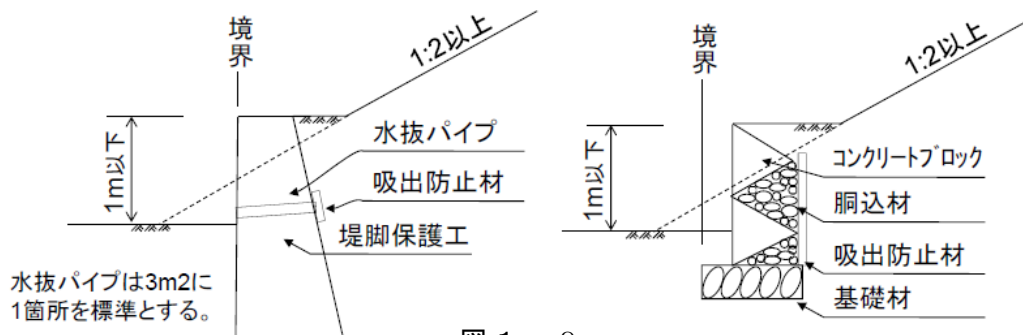 境界
1:2以上
1m以下
水抜パイプ
吸出防止材
堤脚保護工
水抜パイプは3m2に
1箇所を標準とする。
境界
1:2以上
1m以下
コンクリートブロック
胴込材
吸出防止材
基礎材